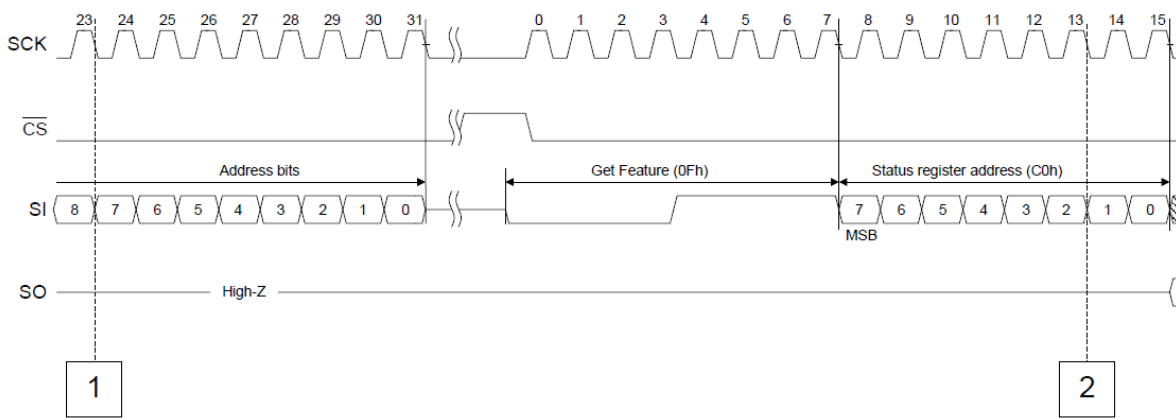 23 24 25 26 27 28 29 30 31 0 1 2 3 4 5 6 7 8 9 10 11 12 13 14 15
SCK
CS
Address bits Get Feature (0Fh) Status register address (C0h)
SI 8 7 6 5 4 3 2 1 0 7 6 5 4 3 2 1 0
MSB
SO High-Z
1 2